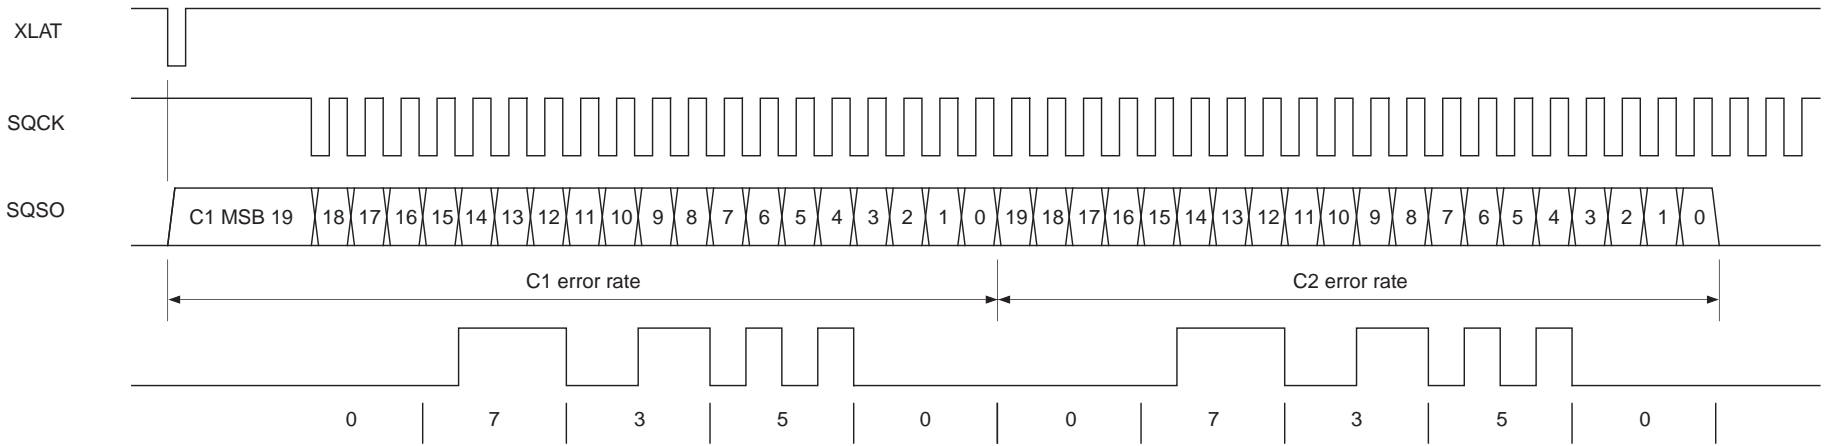 XLAT
SQCK
SQSO
C1 MSB 19 18 17 16 15 14 13 12 11 10 9 8 7 6 5 4 3 2 1 0 19 18 17 16 15 14 13 12 11 10 9 8 7 6 5 4 3 2 1 0
C1 error rate C2 error rate
0 7 3 5 0 0 7 3 5 0